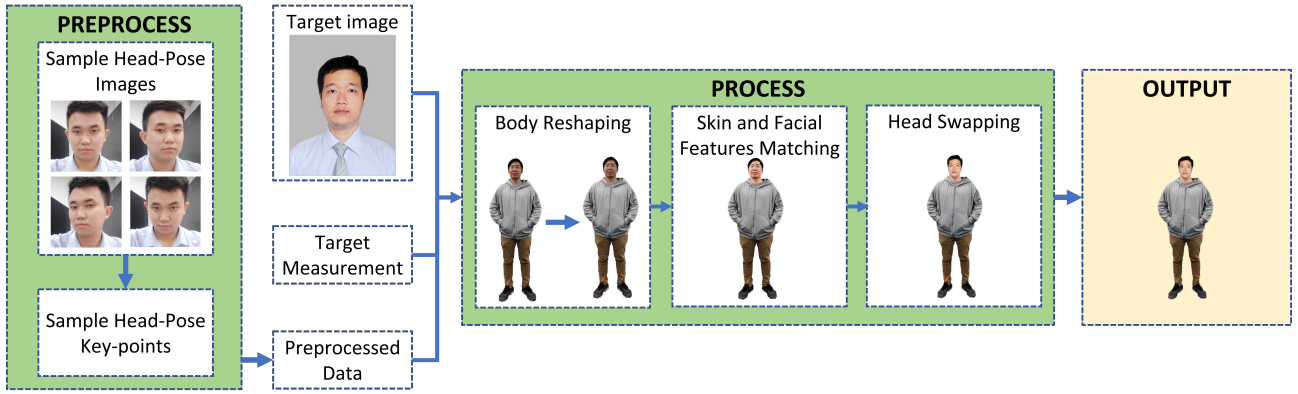 PREPROCESS
Sample Head-Pose
Images
Sample Head-Pose
Key-points
Target image
Target
Measurement
Preprocessed
Data
PROCESS
Body Reshaping
Skin and Facial
Features Matching
Head Swapping
OUTPUT